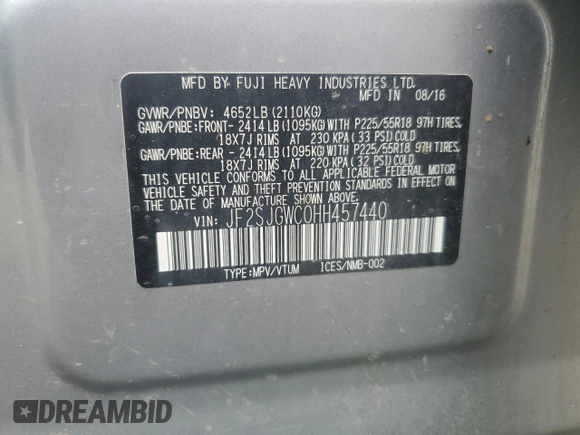 MFD BY FUJI HEAVY INDUSTRIES LTD.
MFD IN 08/16
GVWR/PNBV: 4652LB (2110KG)
GAWR/PNBE:FRONT- 2414LB(1095KG)WITH P225/55R18 97H TIRES,
18X7J RIMS AT 230 KPA (33 PSI)COLD
GAWR/PNBE:REAR - 2414LB(1095KG)WITH P225/55R18 97H TIRES,
18X7J RIMS AT 220 KPA (32 PSI)COLD
THIS VEHICLE CONFORMS TO ALL APPLICABLE FEDERAL MOTOR
VEHICLE SAFETY AND THEFT PREVENTION STANDARDS IN EFFECT ON
THE DATE OF MANUFACTURE SHOWN ABOVE.
VIN: JF2SJGWC0HH457440
TYPE:MPV/VTUM ICES/NMB-002
DREAMBID